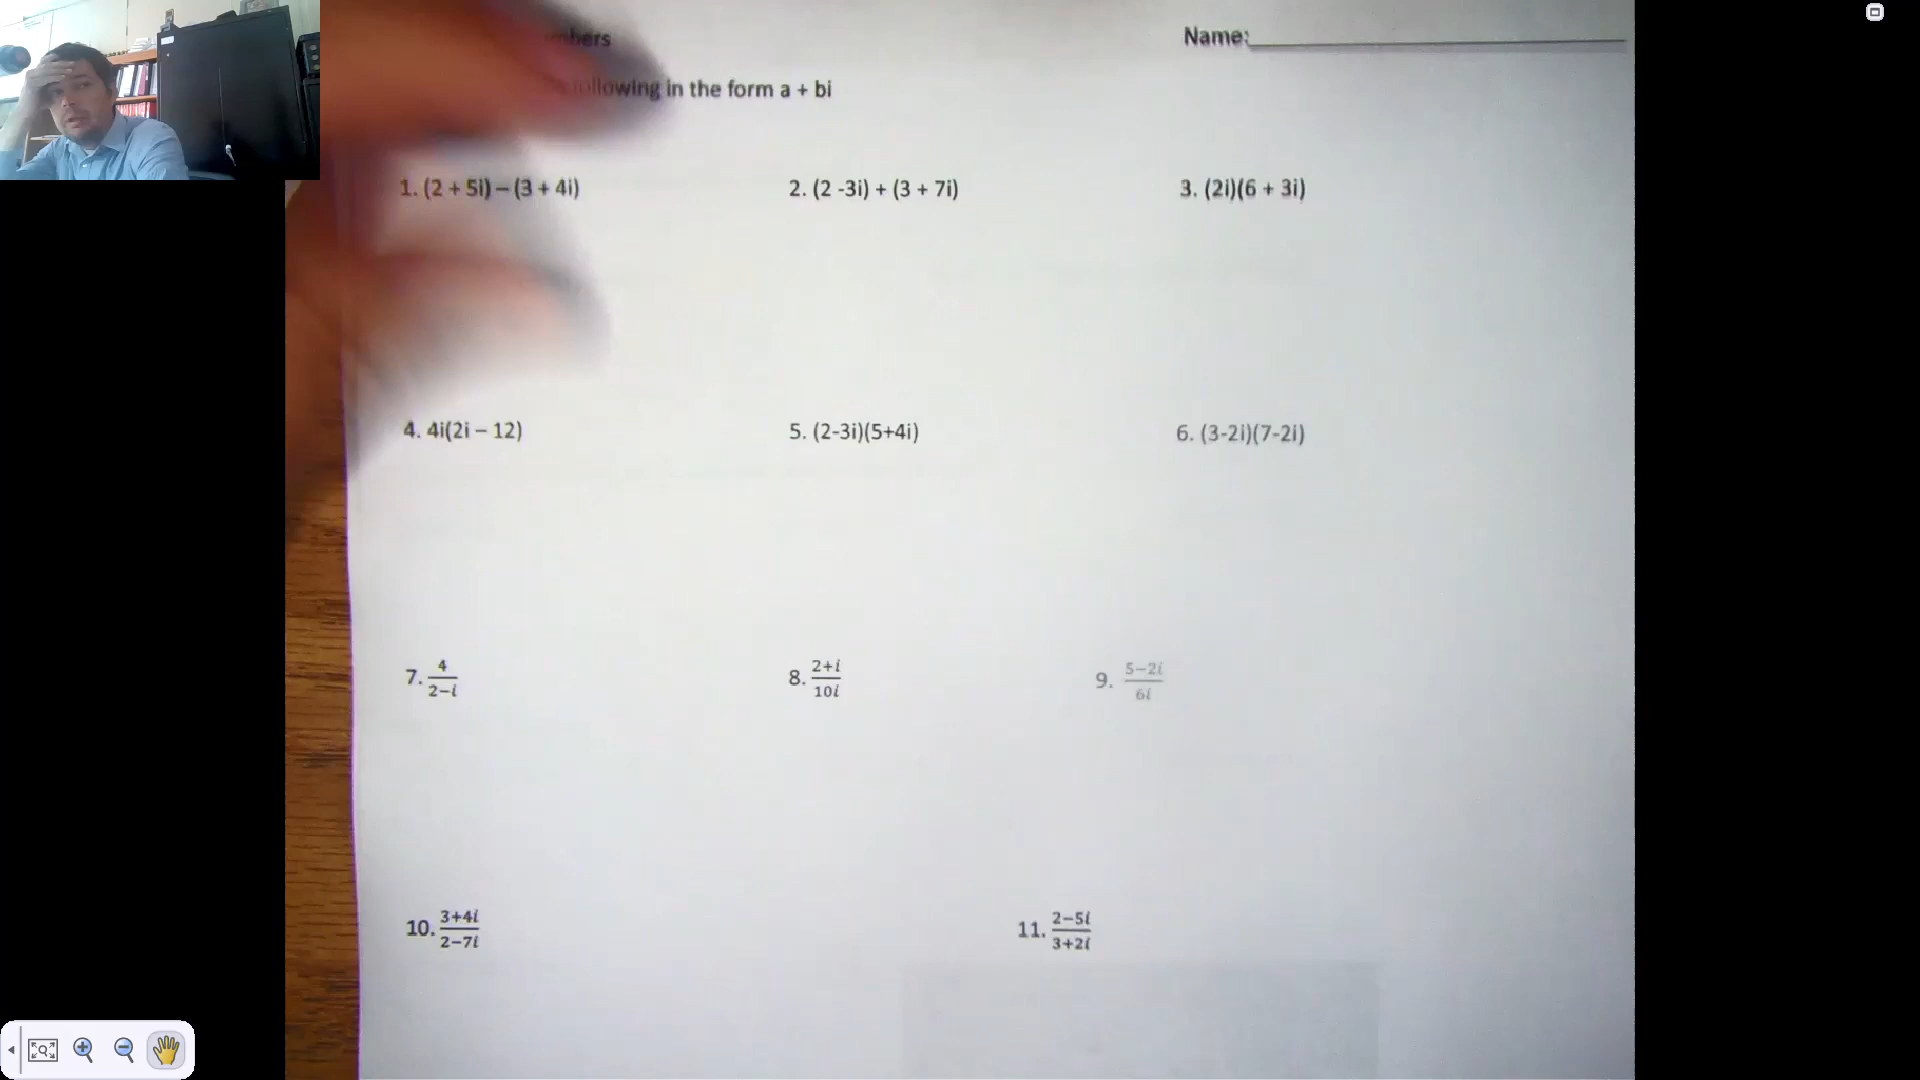 Name:
following in the form a + bi
1. (2 + 5i) – (3 + 4i)
2. (2 -3i) + (3 + 7i)
3. (2i)(6 + 3i)
4. 4i(2i – 12)
5. (2-3i)(5+4i)
6. (3-2i)(7-2i)
7. 4/(2−i)
8. (2+i)/(10i)
9. (5−2i)/(6i)
10. (3+4i)/(2−7i)
11. (2−5i)/(3+2i)